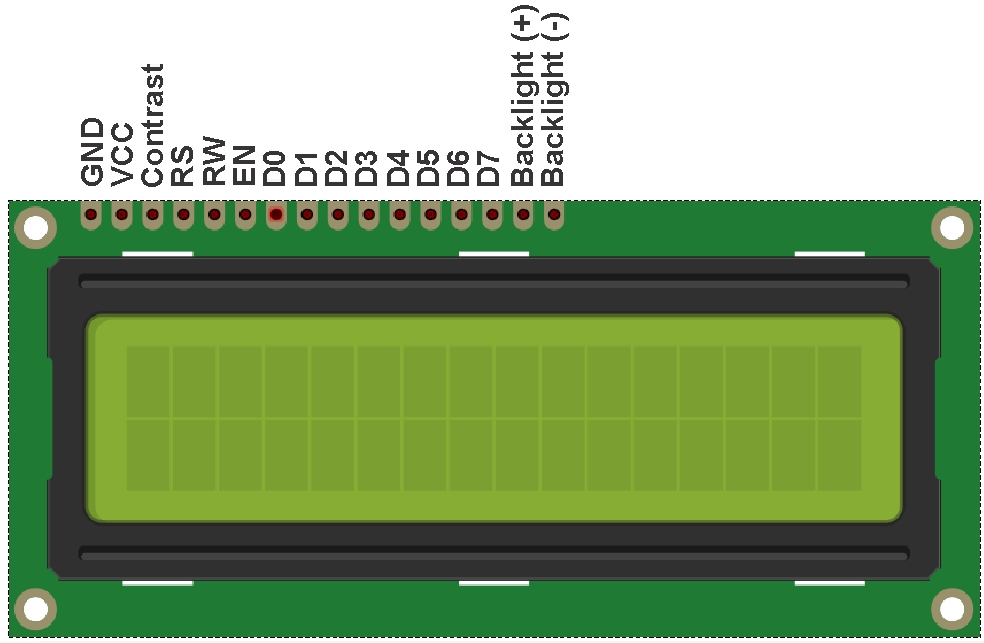 GND
VCC
Contrast
RS
RW
EN
D0
D1
D2
D3
D4
D5
D6
D7
Backlight (+)
Backlight (-)